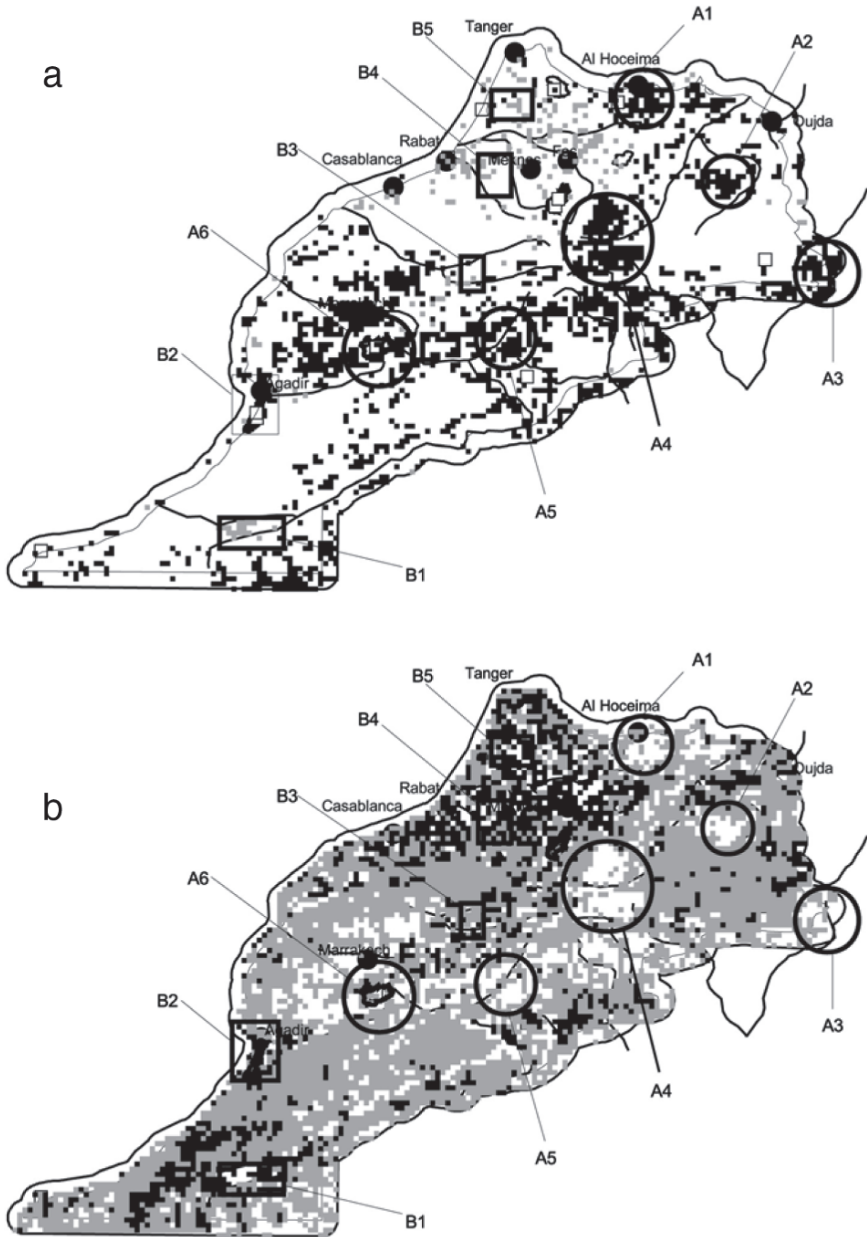 a
Tanger
B5
A1
B4
Al Hoceima
A2
Rabat
Oujda
B3
Casablanca
Meknes
Fes
A6
B2
Agadir
A3
A4
A5
B1
b
Tanger
B5
A1
Al Hoceima
A2
B4
Rabat
Oujda
B3
Casablanca
A6
Marrakech
B2
Agadir
A3
A4
A5
B1